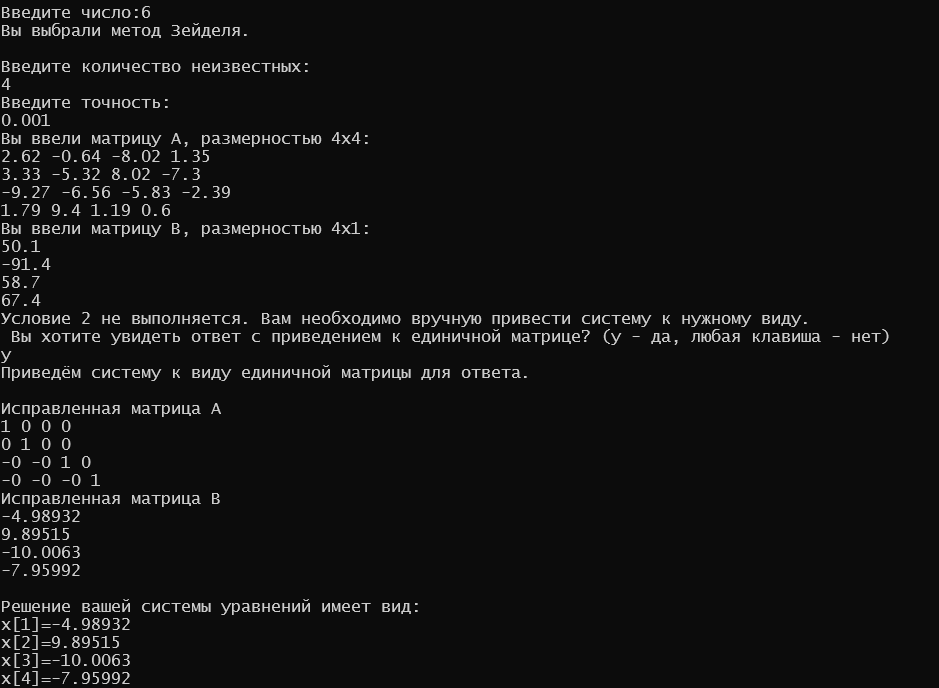 Введите число:6
Вы выбрали метод Зейделя.
Введите количество неизвестных:
4
Введите точность:
0.001
Вы ввели матрицу А, размерностью 4x4:
2.62 -0.64 -8.02 1.35
3.33 -5.32 8.02 -7.3
-9.27 -6.56 -5.83 -2.39
1.79 9.4 1.19 0.6
Вы ввели матрицу В, размерностью 4x1:
50.1
-91.4
58.7
67.4
Условие 2 не выполняется. Вам необходимо вручную привести систему к нужному виду.
Вы хотите увидеть ответ с приведением к единичной матрице? (y - да, любая клавиша - нет)
y
Приведём систему к виду единичной матрицы для ответа.
Исправленная матрица А
1 0 0 0
0 1 0 0
-0 -0 1 0
-0 -0 -0 1
Исправленная матрица В
-4.98932
9.89515
-10.0063
-7.95992
Решение вашей системы уравнений имеет вид:
x[1]=-4.98932
x[2]=9.89515
x[3]=-10.0063
x[4]=-7.95992